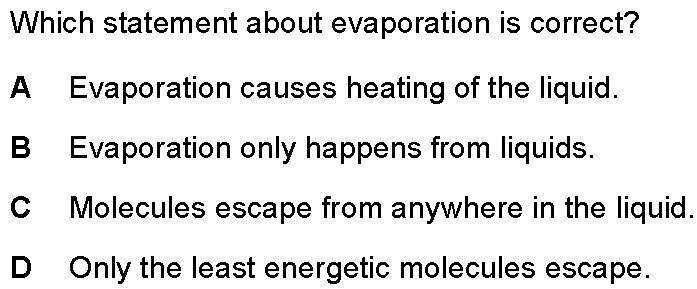 Which statement about evaporation is correct?
A Evaporation causes heating of the liquid.
B Evaporation only happens from liquids.
C Molecules escape from anywhere in the liquid.
D Only the least energetic molecules escape.